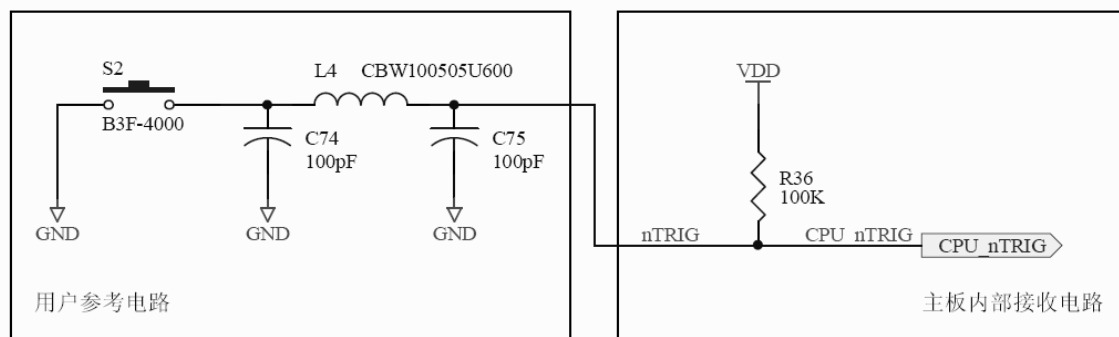 S2
B3F-4000
L4 CBW100505U600
C74
100pF
C75
100pF
GND
GND
GND
用户参考电路
VDD
R36
100K
nTRIG
CPU_nTRIG
CPU_nTRIG
主板内部接收电路